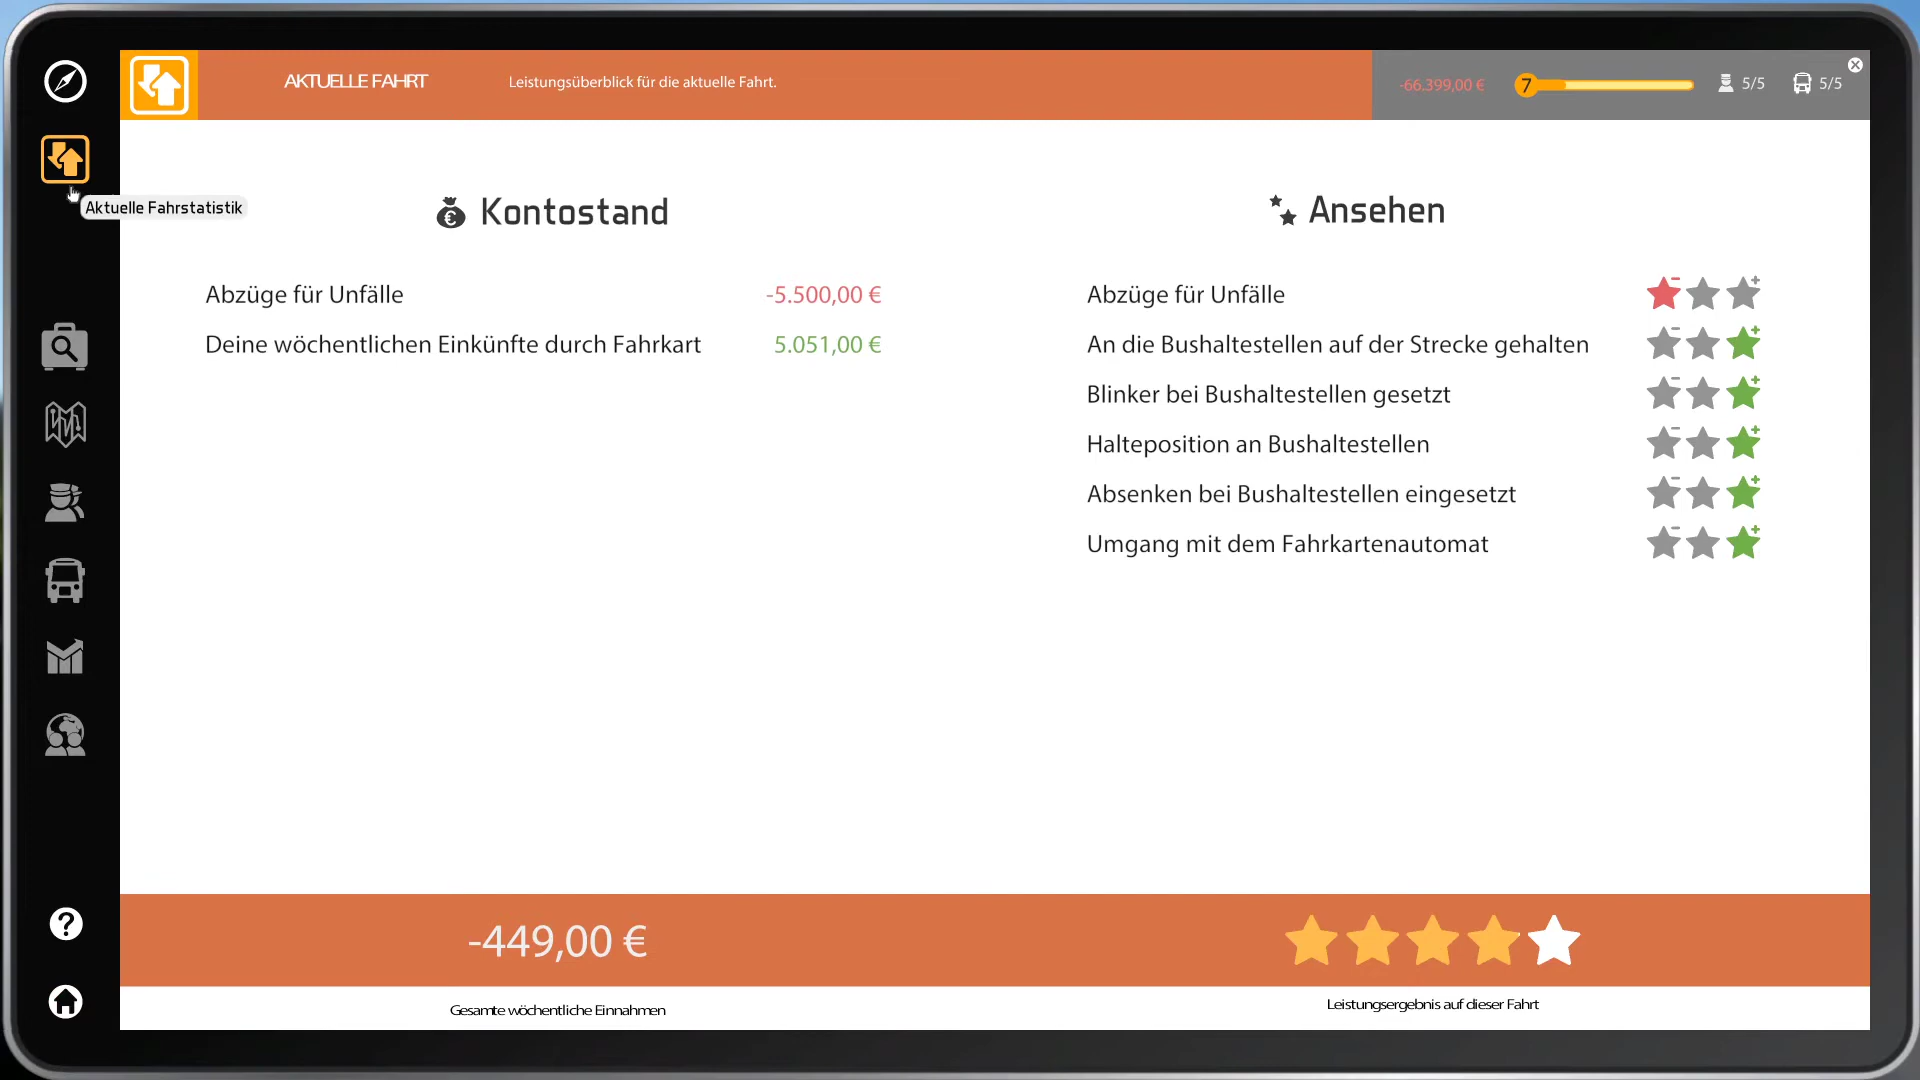 AKTUELLE FAHRT
Leistungsüberblick für die aktuelle Fahrt.
-66.399,00 €
7
5/5
5/5
Aktuelle Fahrstatistik
Kontostand
Abzüge für Unfälle -5.500,00 €
Deine wöchentlichen Einkünfte durch Fahrkart 5.051,00 €
Ansehen
Abzüge für Unfälle
An die Bushaltestellen auf der Strecke gehalten
Blinker bei Bushaltestellen gesetzt
Halteposition an Bushaltestellen
Absenken bei Bushaltestellen eingesetzt
Umgang mit dem Fahrkartenautomat
-449,00 €
Gesamte wöchentliche Einnahmen
Leistungsergebnis auf dieser Fahrt